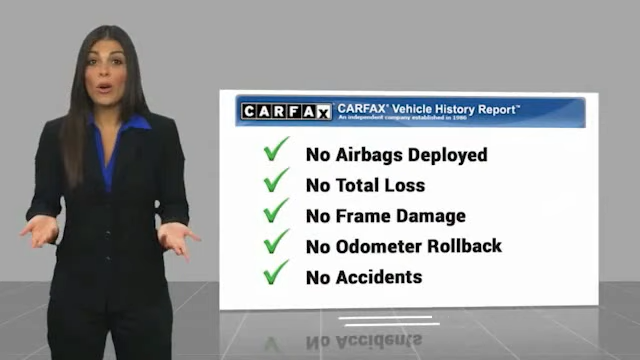 CARFAX CARFAX® Vehicle History Report™
An independent company established in 1986
✓ No Airbags Deployed
✓ No Total Loss
✓ No Frame Damage
✓ No Odometer Rollback
✓ No Accidents